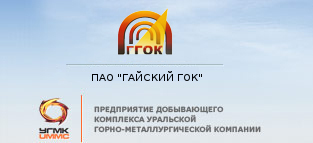 ГГОК
ПАО "ГАЙСКИЙ ГОК"
УГМК
UMMC
ПРЕДПРИЯТИЕ ДОБЫВАЮЩЕГО
КОМПЛЕКСА УРАЛЬСКОЙ
ГОРНО-МЕТАЛЛУРГИЧЕСКОЙ КОМПАНИИ